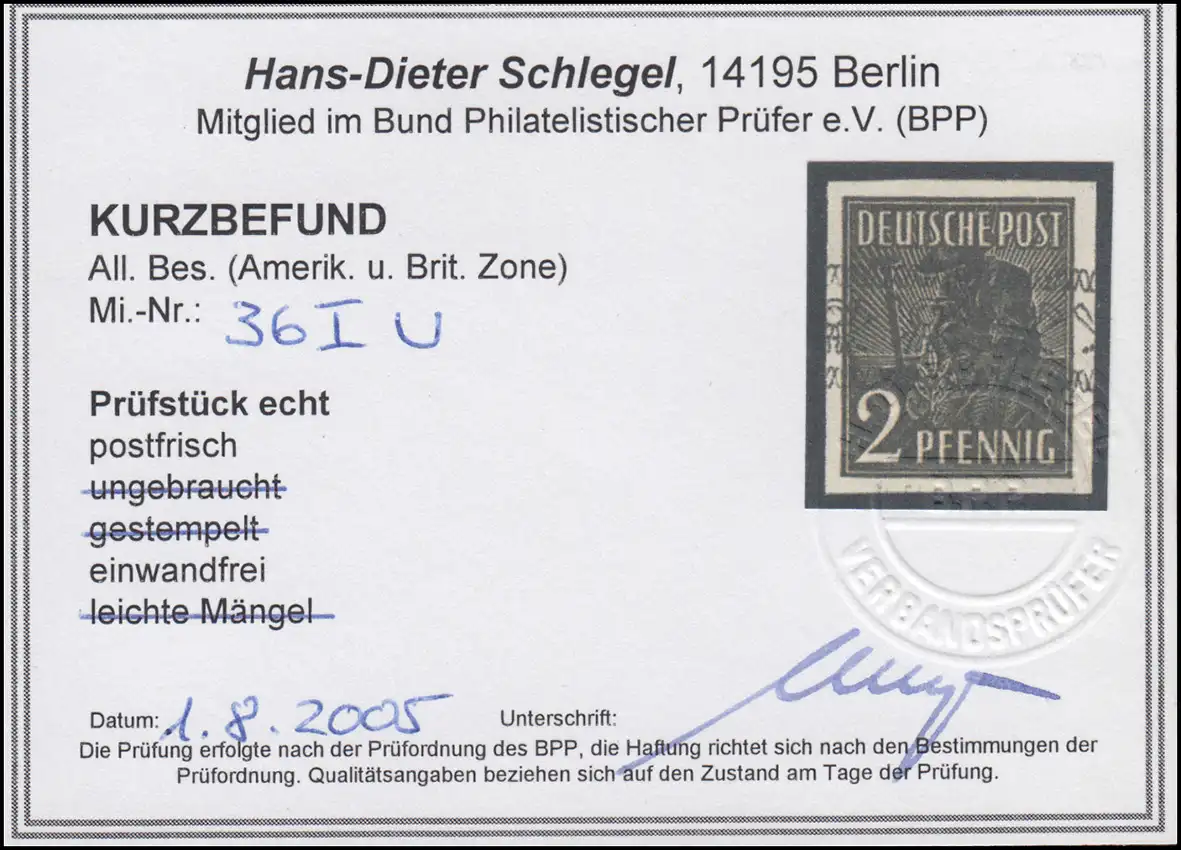 Hans-Dieter Schlegel, 14195 Berlin
Mitglied im Bund Philatelistischer Prüfer e.V. (BPP)
KURZBEFUND
All. Bes. (Amerik. u. Brit. Zone)
Mi.-Nr.: 36 I U
DEUTSCHE POST
2 PFENNIG
Prüfstück echt
postfrisch
ungebraucht
gestempelt
einwandfrei
leichte Mängel
BPP
VERBANDSPRÜFER
Datum: 1.8.2005 Unterschrift:
Die Prüfung erfolgte nach der Prüfordnung des BPP, die Haftung richtet sich nach den Bestimmungen der
Prüfordnung. Qualitätsangaben beziehen sich auf den Zustand am Tage der Prüfung.